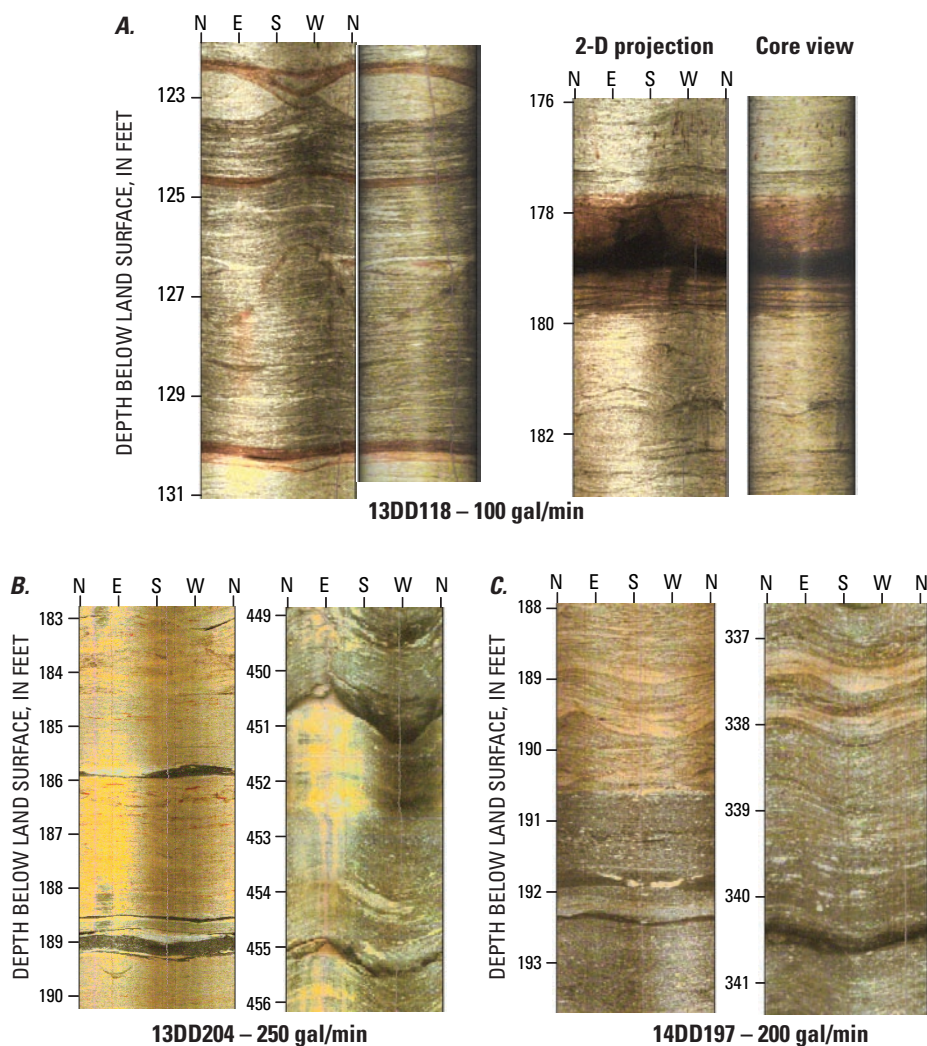 A.
N E S W N
2-D projection
Core view
N E S W N
DEPTH BELOW LAND SURFACE, IN FEET
123
125
127
129
131
176
178
180
182
13DD118 – 100 gal/min
B.
N E S W N
N E S W N
DEPTH BELOW LAND SURFACE, IN FEET
183
184
185
186
187
188
189
190
449
450
451
452
453
454
455
456
13DD204 – 250 gal/min
C.
N E S W N
N E S W N
DEPTH BELOW LAND SURFACE, IN FEET
188
189
190
191
192
193
337
338
339
340
341
14DD197 – 200 gal/min